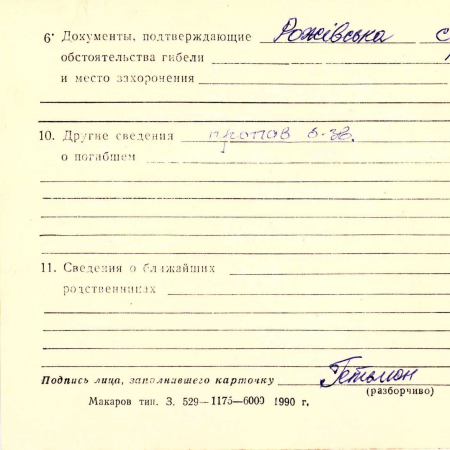 6' Документы, подтверждающие Рожівська с
обстоятельства гибели
и место захоронения
10. Другие сведения пропав б-зв.
о погибшем
11. Сведения о ближайших
родственниках
Подпись лица, заполнявшего карточку Гетьман
(разборчиво)
Макаров тип. З. 529—1175—6000 1990 г.